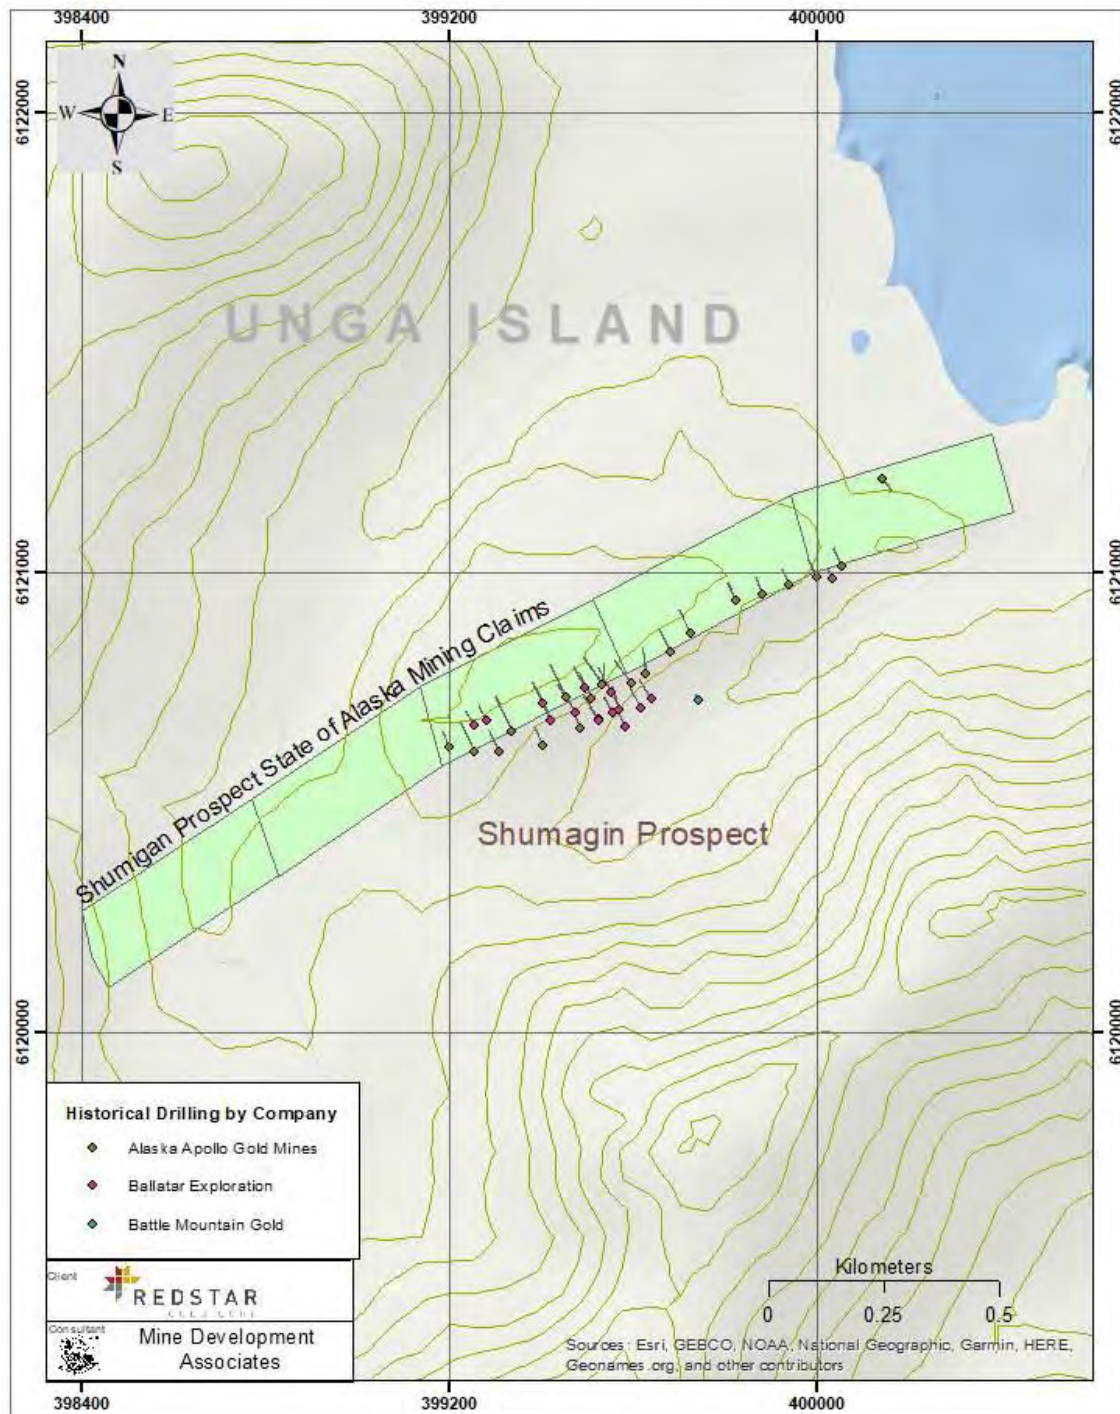 398400 399200 400000
N
W E
S
6122000 6122000
UNGA ISLAND
6121000 6121000
Shumigan Prospect State of Alaska Mining Claims
Shumagin Prospect
6120000 6120000
Historical Drilling by Company
Alaska Apollo Gold Mines
Ballatar Exploration
Battle Mountain Gold
Client
REDSTAR
Consultant
Mine Development
Associates
Kilometers
0 0.25 0.5
Sources: Esri, GEBCO, NOAA, National Geographic, Garmin, HERE,
Geonames.org, and other contributors
398400 399200 400000